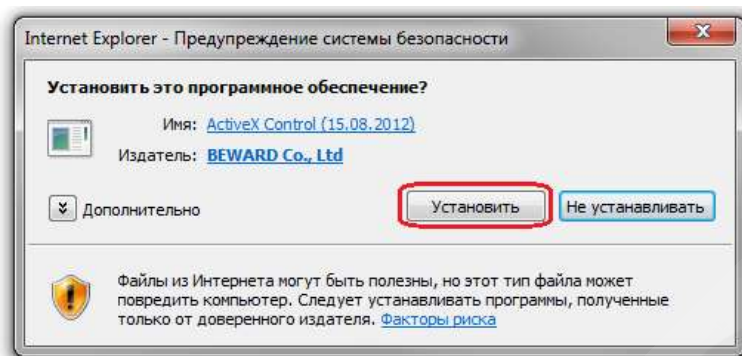 Internet Explorer - Предупреждение системы безопасности
Установить это программное обеспечение?
Имя: ActiveX Control (15.08.2012)
Издатель: BEWARD Co., Ltd
Дополнительно
Установить
Не устанавливать
Файлы из Интернета могут быть полезны, но этот тип файла может
повредить компьютер. Следует устанавливать программы, полученные
только от доверенного издателя. Факторы риска